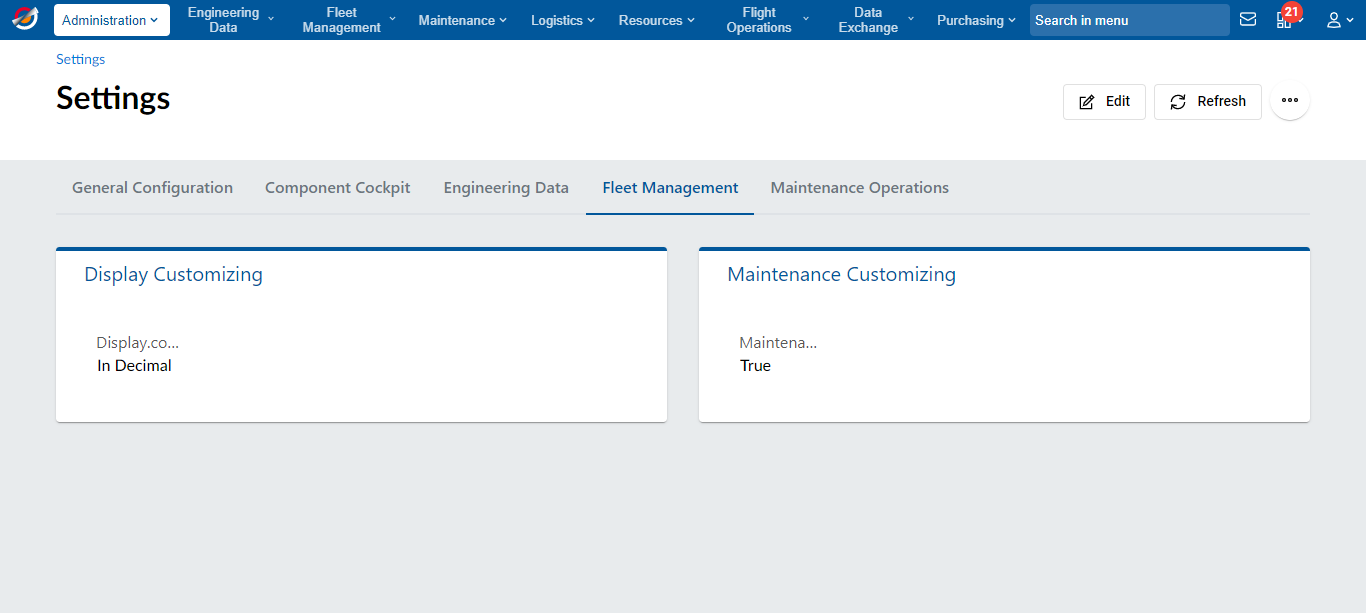 Administration
Engineering Data
Fleet Management
Maintenance
Logistics
Resources
Flight Operations
Data Exchange
Purchasing
Search in menu
21
Settings
Settings
Edit
Refresh
General Configuration
Component Cockpit
Engineering Data
Fleet Management
Maintenance Operations
Display Customizing
Display.co...
In Decimal
Maintenance Customizing
Maintena...
True